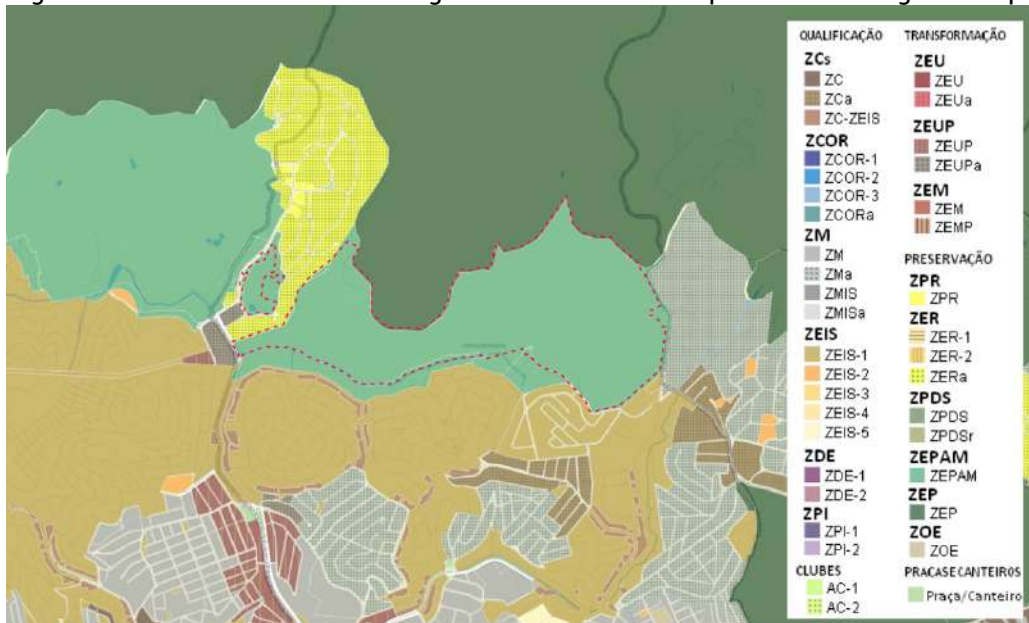 QUALIFICAÇÃO
ZCs
ZC
ZCa
ZC-ZEIS
ZCOR
ZCOR-1
ZCOR-2
ZCOR-3
ZCORa
ZM
ZM
ZMa
ZMIS
ZMISa
ZEIS
ZEIS-1
ZEIS-2
ZEIS-3
ZEIS-4
ZEIS-5
ZDE
ZDE-1
ZDE-2
ZPI
ZPI-1
ZPI-2
CLUBES
AC-1
AC-2
TRANSFORMAÇÃO
ZEU
ZEU
ZEUa
ZEUP
ZEUP
ZEUPa
ZEM
ZEM
ZEMP
PRESERVAÇÃO
ZPR
ZPR
ZER
ZER-1
ZER-2
ZERa
ZPDS
ZPDS
ZPDSr
ZEPAM
ZEPAM
ZEP
ZEP
ZOE
ZOE
PRACAS E CANTEIROS
Praça/Canteiro